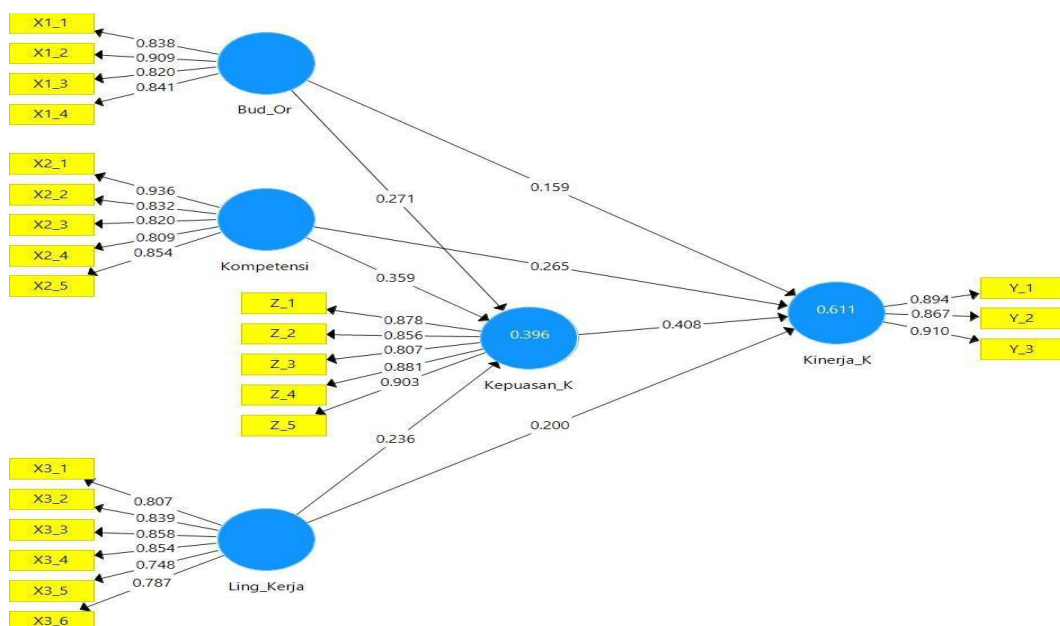 X1_1
X1_2
X1_3
X1_4
0.838
0.909
0.820
0.841
Bud_Or
X2_1
X2_2
X2_3
X2_4
X2_5
0.936
0.832
0.820
0.809
0.854
Kompetensi
0.271
0.159
0.359
0.265
Z_1
Z_2
Z_3
Z_4
Z_5
0.878
0.856
0.807
0.881
0.903
0.396
Kepuasan_K
0.408
0.611
Kinerja_K
0.894
0.867
0.910
Y_1
Y_2
Y_3
0.236
0.200
X3_1
X3_2
X3_3
X3_4
X3_5
X3_6
0.807
0.839
0.858
0.854
0.748
0.787
Ling_Kerja